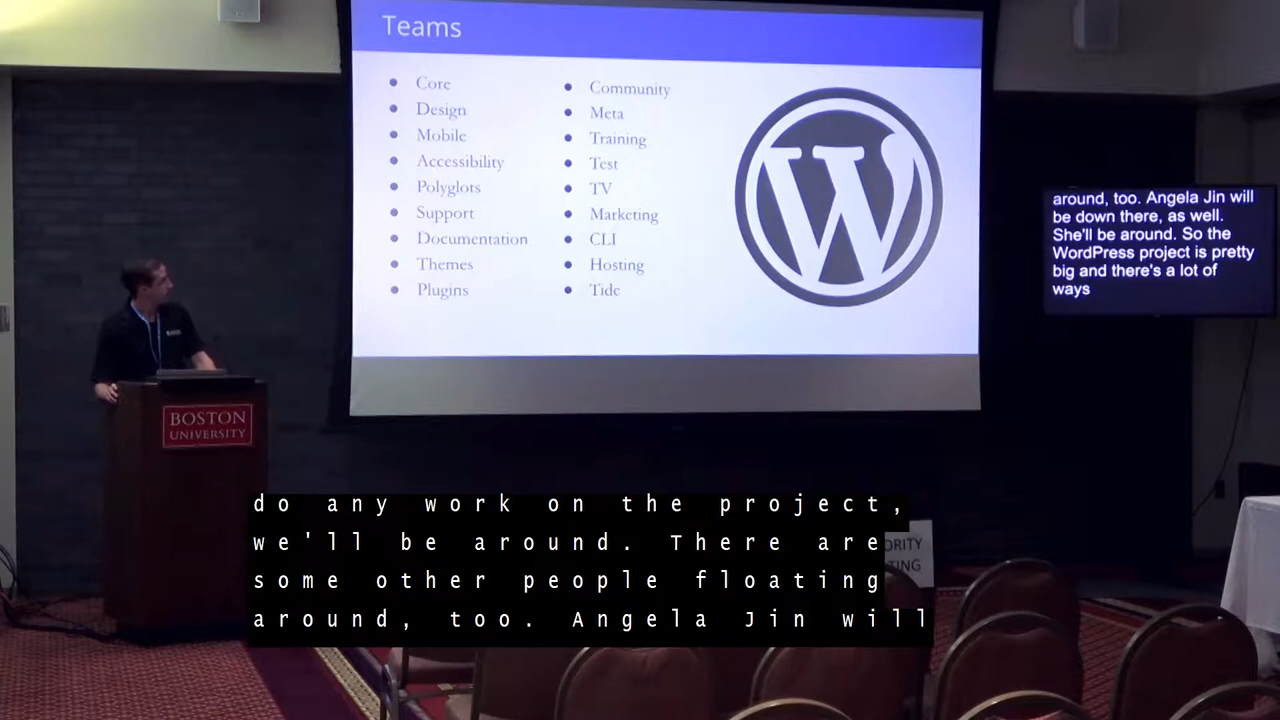 Teams
Core
Design
Mobile
Accessibility
Polyglots
Support
Documentation
Themes
Plugins
Community
Meta
Training
Test
TV
Marketing
CLI
Hosting
Tide
around, too. Angela Jin will
be down there, as well.
She'll be around. So the
WordPress project is pretty
big and there's a lot of
ways
BOSTON
UNIVERSITY
do any work on the project,
we'll be around. There are
some other people floating
around, too. Angela Jin will